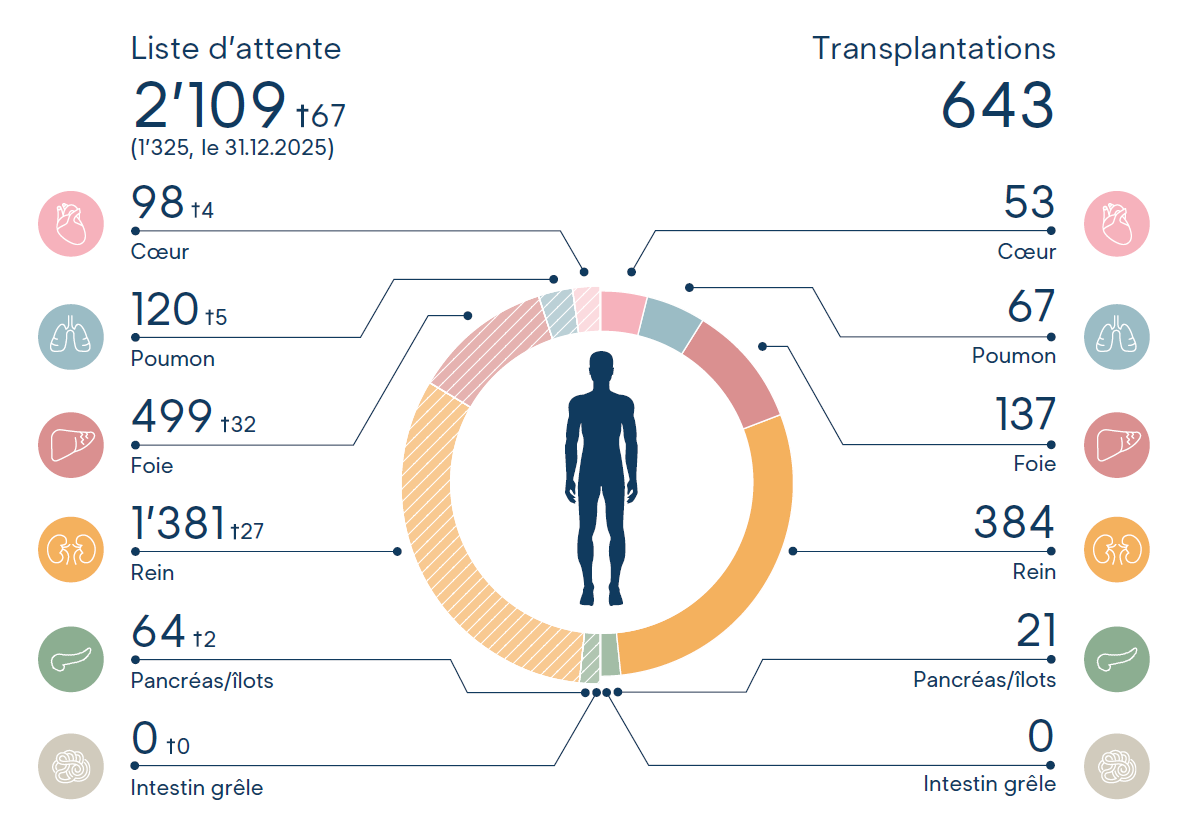 Liste d’attente
2’109 †67
(1’325, le 31.12.2025)
98 †4
Cœur
120 †5
Poumon
499 †32
Foie
1’381 †27
Rein
64 †2
Pancréas/îlots
0 †0
Intestin grêle
Transplantations
643
53
Cœur
67
Poumon
137
Foie
384
Rein
21
Pancréas/îlots
0
Intestin grêle